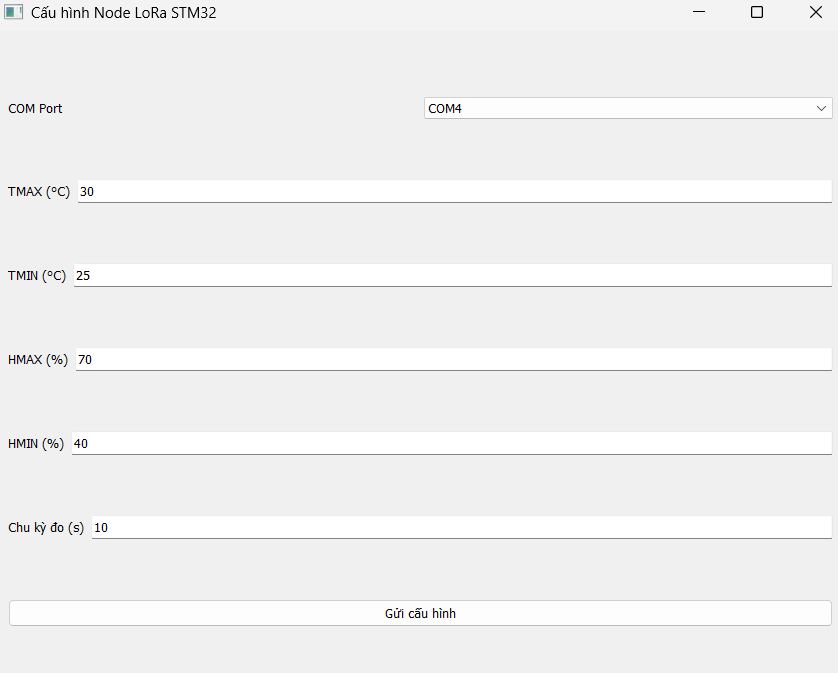 Cấu hình Node LoRa STM32
COM Port COM4
TMAX (°C) 30
TMIN (°C) 25
HMAX (%) 70
HMIN (%) 40
Chu kỳ đo (s) 10
Gửi cấu hình